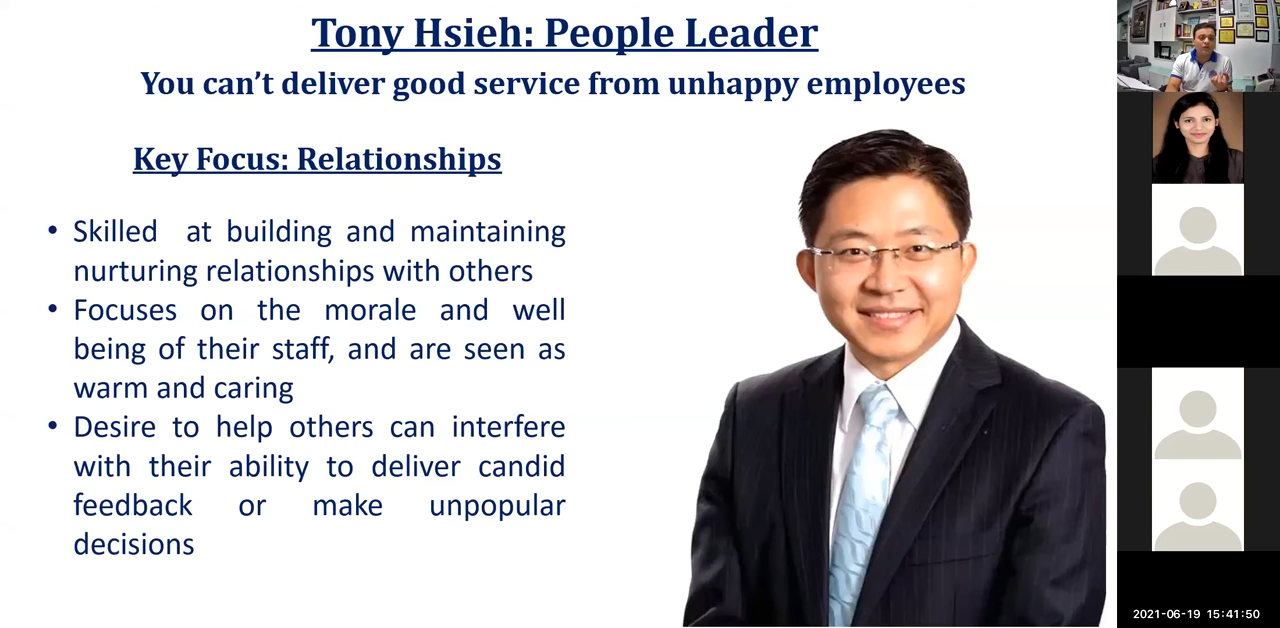 Tony Hsieh: People Leader
You can’t deliver good service from unhappy employees
Key Focus: Relationships
• Skilled at building and maintaining
nurturing relationships with others
• Focuses on the morale and well
being of their staff, and are seen as
warm and caring
• Desire to help others can interfere
with their ability to deliver candid
feedback or make unpopular
decisions
2021-06-19 15:41:50